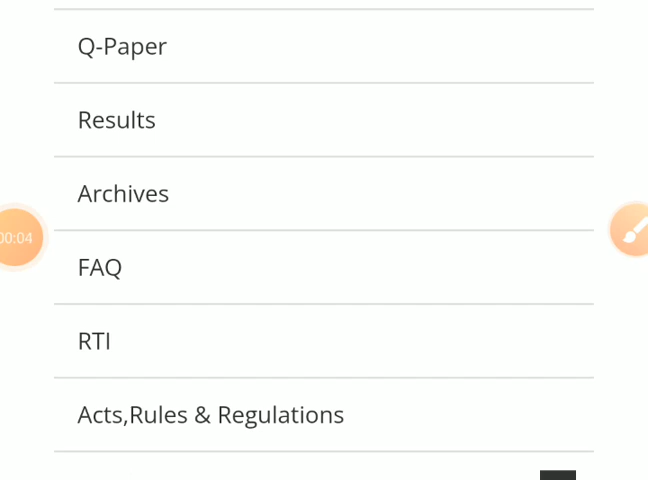 Q-Paper
Results
Archives
00:04
FAQ
RTI
Acts,Rules & Regulations